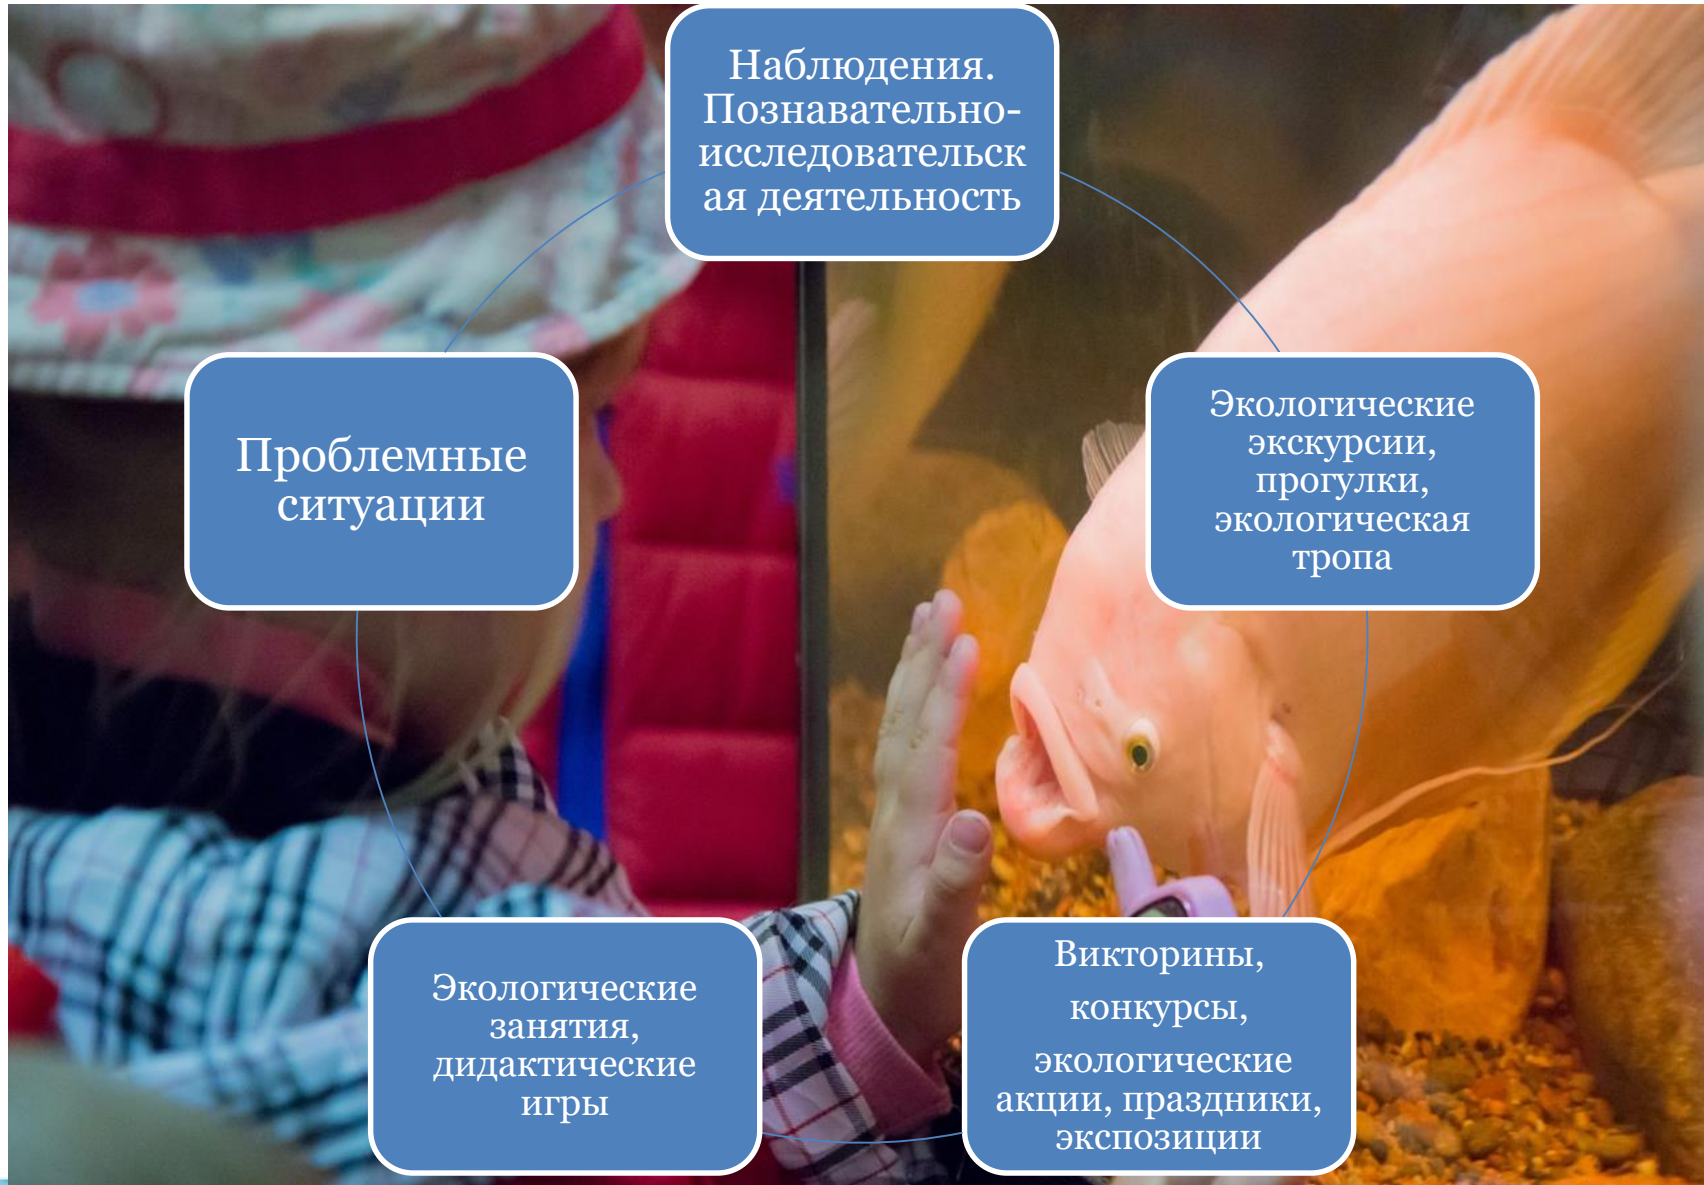 Наблюдения.
Познавательно-
исследовательск
ая деятельность
Экологические
экскурсии,
прогулки,
экологическая
тропа
Викторины,
конкурсы,
экологические
акции, праздники,
экспозиции
Экологические
занятия,
дидактические
игры
Проблемные
ситуации